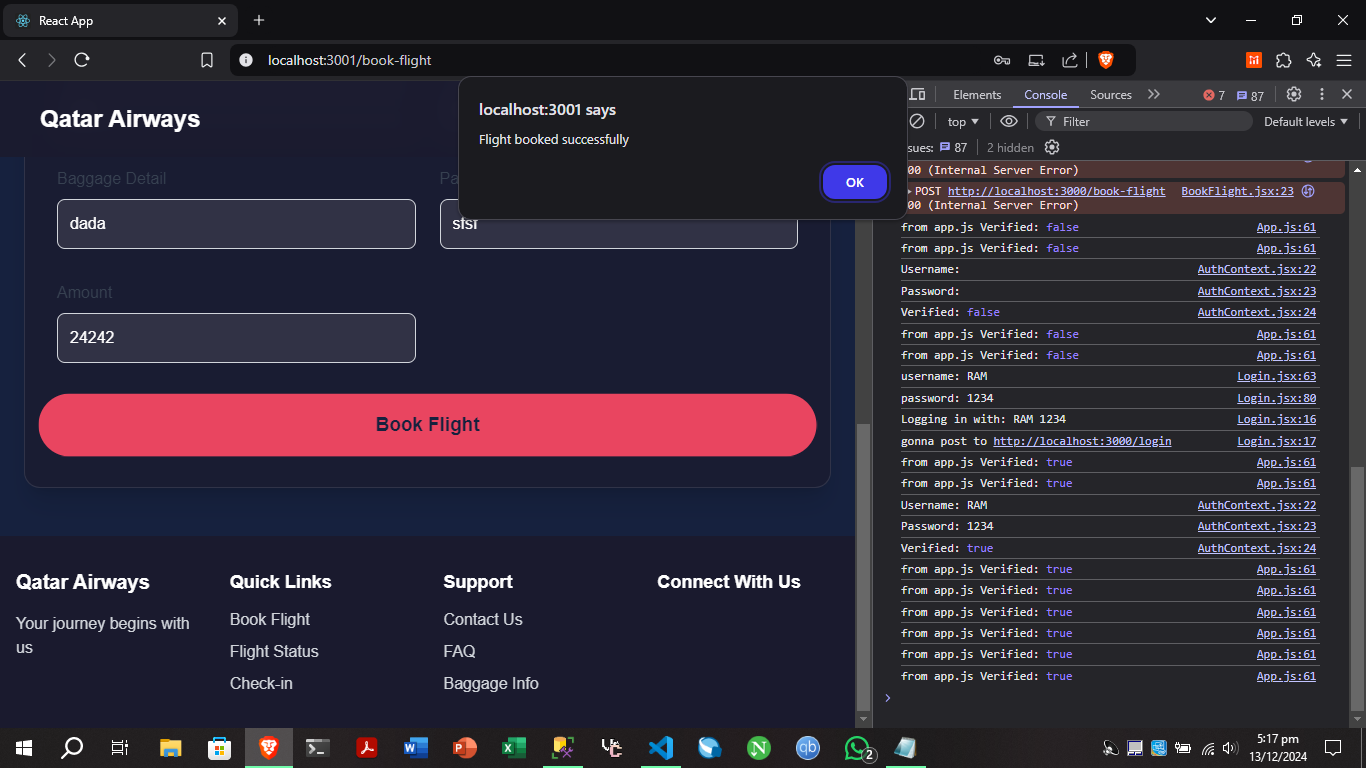 React App
localhost:3001/book-flight
Qatar Airways
localhost:3001 says
Flight booked successfully
OK
Baggage Detail
dada
Amount
24242
Book Flight
Qatar Airways
Your journey begins with
us
Quick Links
Book Flight
Flight Status
Check-in
Support
Contact Us
FAQ
Baggage Info
Connect With Us
Elements Console Sources 7 87
top Filter Default levels
sues: 87 2 hidden
00 (Internal Server Error)
POST http://localhost:3000/book-flight BookFlight.jsx:23
00 (Internal Server Error)
from app.js Verified: false App.js:61
from app.js Verified: false App.js:61
Username: AuthContext.jsx:22
Password: AuthContext.jsx:23
Verified: false AuthContext.jsx:24
from app.js Verified: false App.js:61
from app.js Verified: false App.js:61
username: RAM Login.jsx:63
password: 1234 Login.jsx:80
Logging in with: RAM 1234 Login.jsx:16
gonna post to http://localhost:3000/login Login.jsx:17
from app.js Verified: true App.js:61
from app.js Verified: true App.js:61
Username: RAM AuthContext.jsx:22
Password: 1234 AuthContext.jsx:23
Verified: true AuthContext.jsx:24
from app.js Verified: true App.js:61
from app.js Verified: true App.js:61
from app.js Verified: true App.js:61
from app.js Verified: true App.js:61
from app.js Verified: true App.js:61
from app.js Verified: true App.js:61
2
5:17 pm
13/12/2024